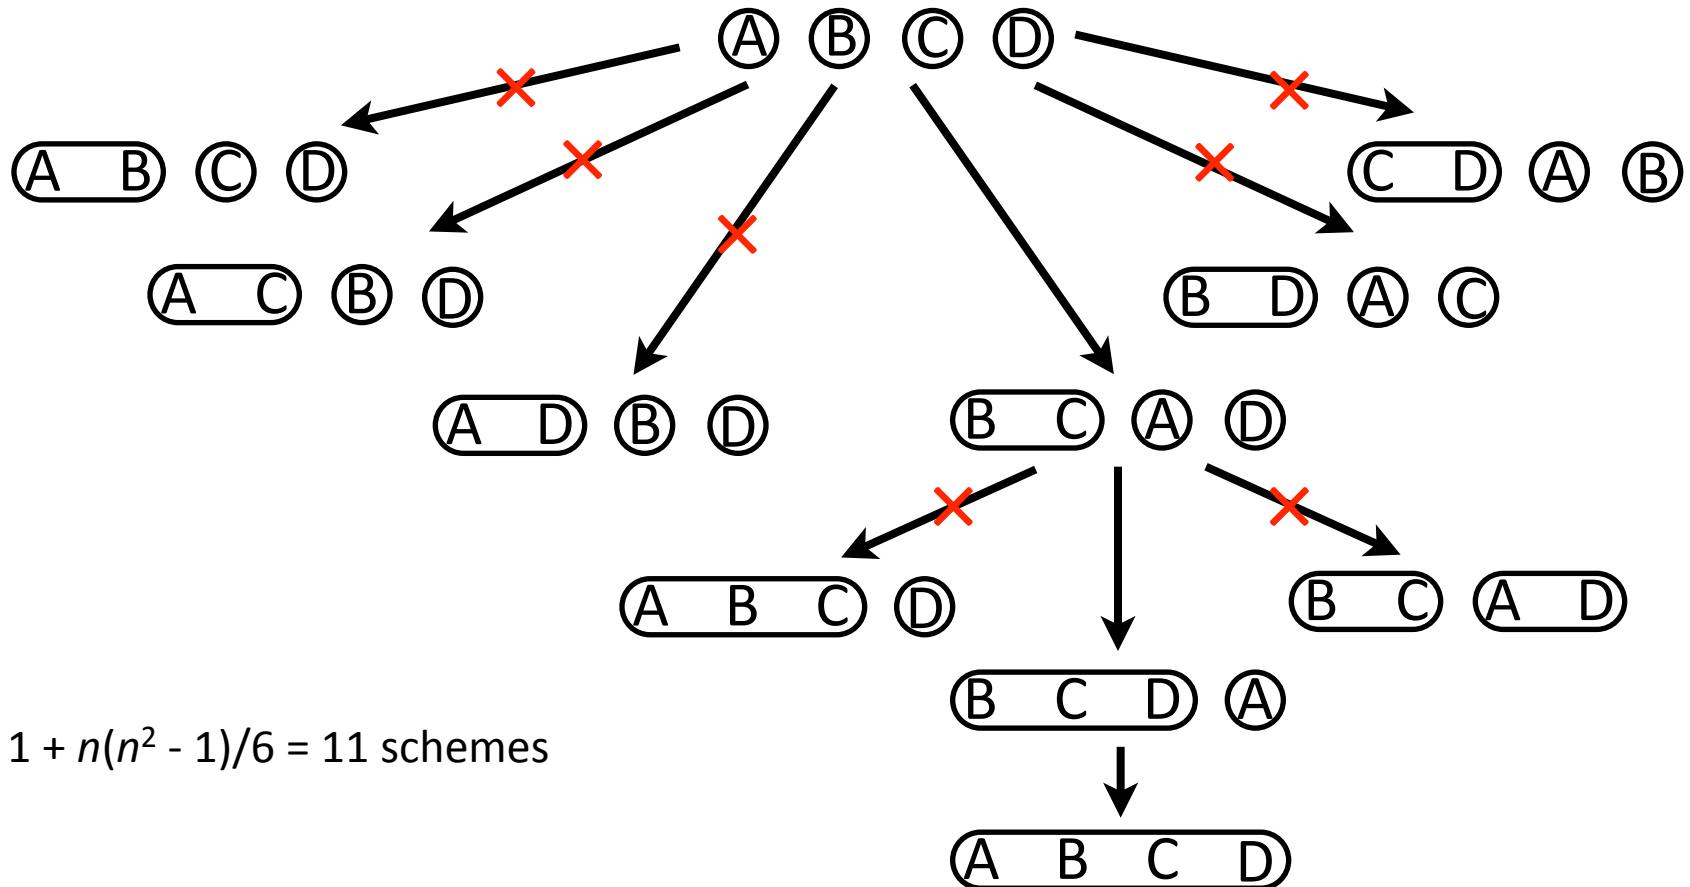 A B C D
A B C D
C D A B
A C B D
B D A C
A D B D
B C A D
A B C D
B C A D
B C D A
1 + n(n² - 1)/6 = 11 schemes
A B C D